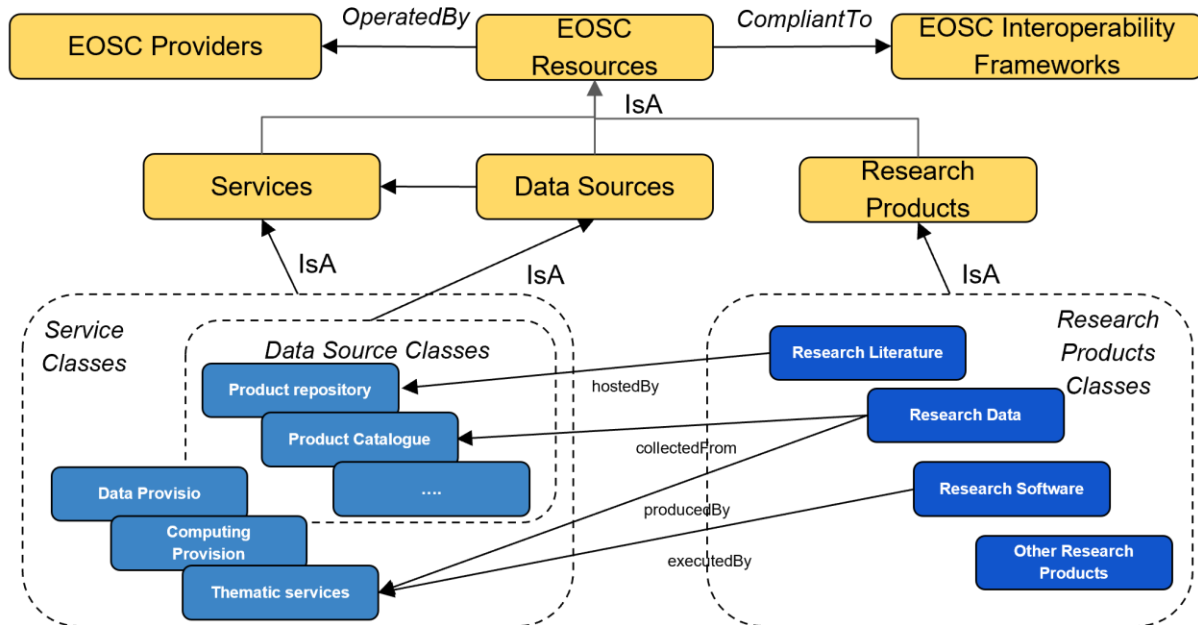 OperatedBy
CompliantTo
EOSC Providers
EOSC
Resources
EOSC Interoperability
Frameworks
IsA
Services
Data Sources
Research
Products
IsA
IsA
IsA
Service
Classes
Data Source Classes
Research
Products
Classes
Product repository
Product Catalogue
....
Data Provisio
Computing
Provision
Thematic services
hostedBy
collectedFrom
producedBy
executedBy
Research Literature
Research Data
Research Software
Other Research
Products